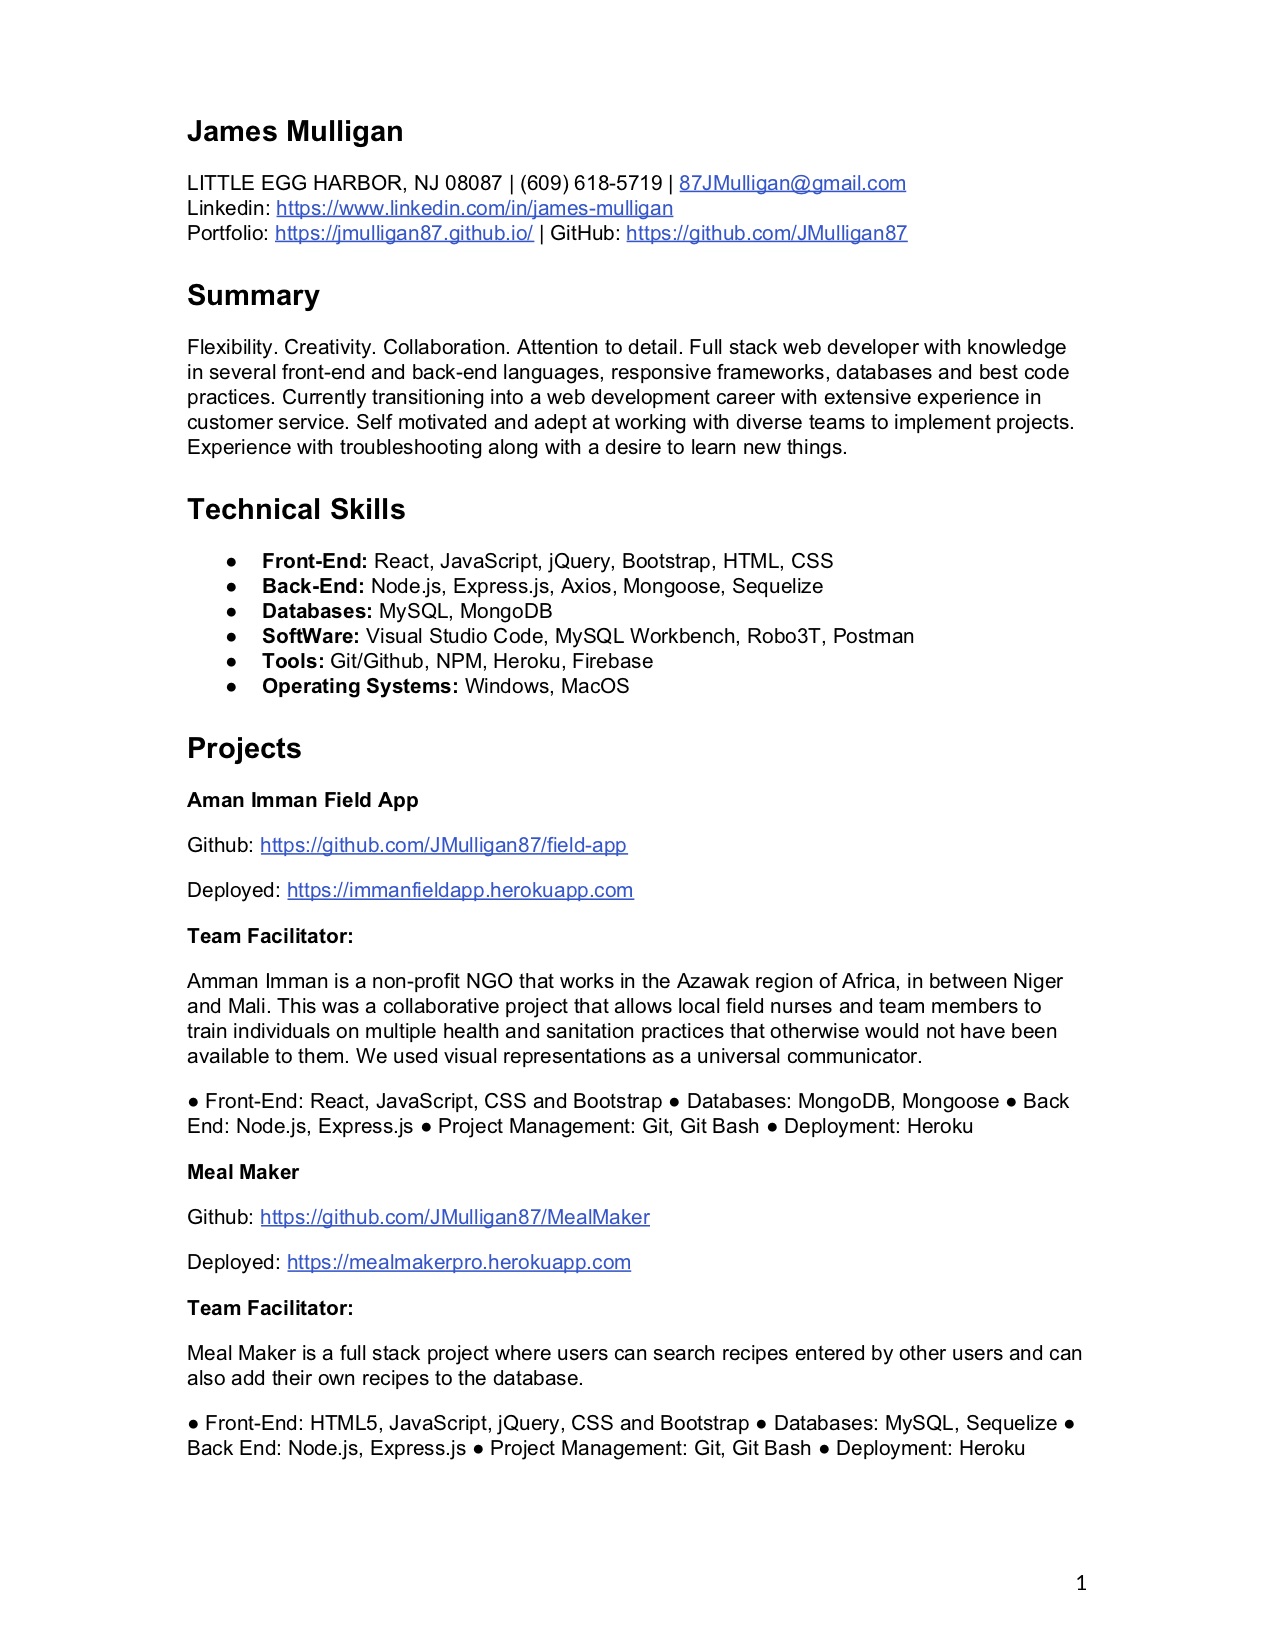 James Mulligan
LITTLE EGG HARBOR, NJ 08087 | (609) 618-5719 | 87JMulligan@gmail.com
Linkedin: https://www.linkedin.com/in/james-mulligan
Portfolio: https://jmulligan87.github.io/ | GitHub: https://github.com/JMulligan87
Summary
Flexibility. Creativity. Collaboration. Attention to detail. Full stack web developer with knowledge
in several front-end and back-end languages, responsive frameworks, databases and best code
practices. Currently transitioning into a web development career with extensive experience in
customer service. Self motivated and adept at working with diverse teams to implement projects.
Experience with troubleshooting along with a desire to learn new things.
Technical Skills
● Front-End: React, JavaScript, jQuery, Bootstrap, HTML, CSS
● Back-End: Node.js, Express.js, Axios, Mongoose, Sequelize
● Databases: MySQL, MongoDB
● SoftWare: Visual Studio Code, MySQL Workbench, Robo3T, Postman
● Tools: Git/Github, NPM, Heroku, Firebase
● Operating Systems: Windows, MacOS
Projects
Aman Imman Field App
Github: https://github.com/JMulligan87/field-app
Deployed: https://immanfieldapp.herokuapp.com
Team Facilitator:
Amman Imman is a non-profit NGO that works in the Azawak region of Africa, in between Niger
and Mali. This was a collaborative project that allows local field nurses and team members to
train individuals on multiple health and sanitation practices that otherwise would not have been
available to them. We used visual representations as a universal communicator.
● Front-End: React, JavaScript, CSS and Bootstrap ● Databases: MongoDB, Mongoose ● Back
End: Node.js, Express.js ● Project Management: Git, Git Bash ● Deployment: Heroku
Meal Maker
Github: https://github.com/JMulligan87/MealMaker
Deployed: https://mealmakerpro.herokuapp.com
Team Facilitator:
Meal Maker is a full stack project where users can search recipes entered by other users and can
also add their own recipes to the database.
● Front-End: HTML5, JavaScript, jQuery, CSS and Bootstrap ● Databases: MySQL, Sequelize ●
Back End: Node.js, Express.js ● Project Management: Git, Git Bash ● Deployment: Heroku
1